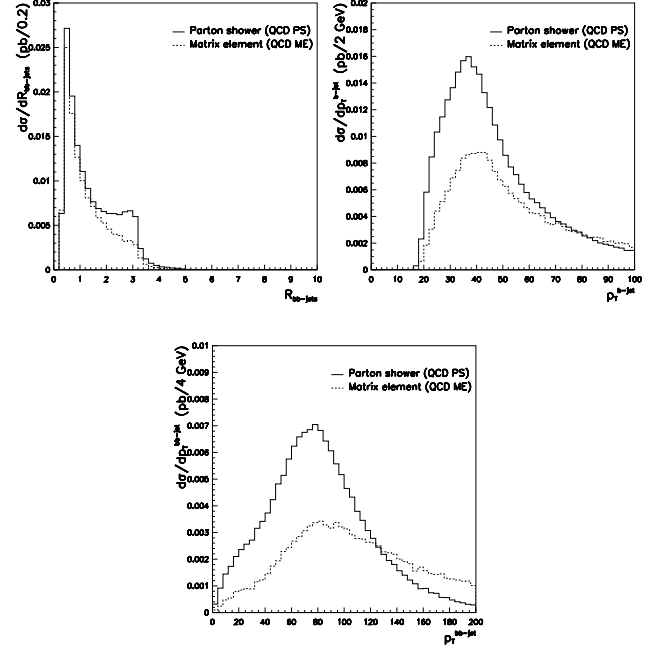 dσ/dR_bb-jets (pb/0.2)
0.03
0.025
0.02
0.015
0.01
0.005
0
Parton shower (QCD PS)
Matrix element (QCD ME)
0 1 2 3 4 5 6 7 8 9 10
R_bb-jets
dσ/dp_T^b-jet (pb/2 GeV)
0.02
0.018
0.016
0.014
0.012
0.01
0.008
0.006
0.004
0.002
0
Parton shower (QCD PS)
Matrix element (QCD ME)
0 10 20 30 40 50 60 70 80 90 100
p_T^b-jet
dσ/dp_T^bb-jet (pb/4 GeV)
0.01
0.009
0.008
0.007
0.006
0.005
0.004
0.003
0.002
0.001
0
Parton shower (QCD PS)
Matrix element (QCD ME)
0 20 40 60 80 100 120 140 160 180 200
p_T^bb-jet